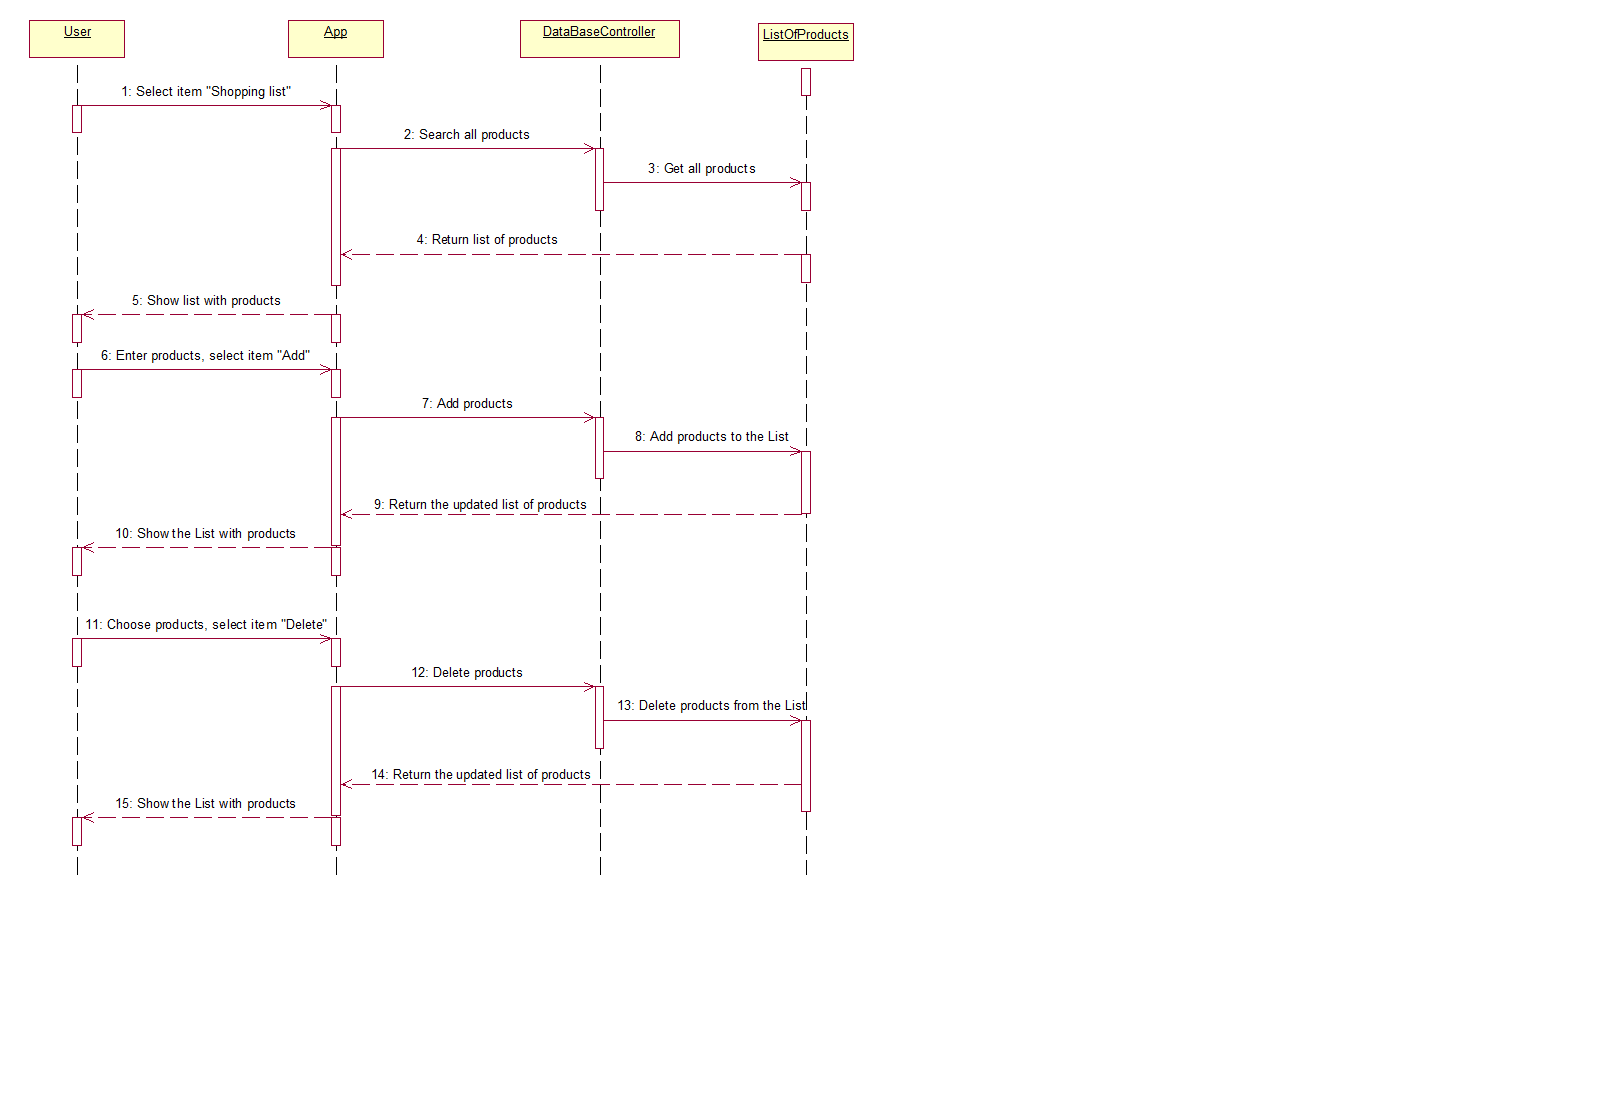 User
App
DataBaseController
ListOfProducts
1: Select item "Shopping list"
2: Search all products
3: Get all products
4: Return list of products
5: Show list with products
6: Enter products, select item "Add"
7: Add products
8: Add products to the List
9: Return the updated list of products
10: Show the List with products
11: Choose products, select item "Delete"
12: Delete products
13: Delete products from the List
14: Return the updated list of products
15: Show the List with products